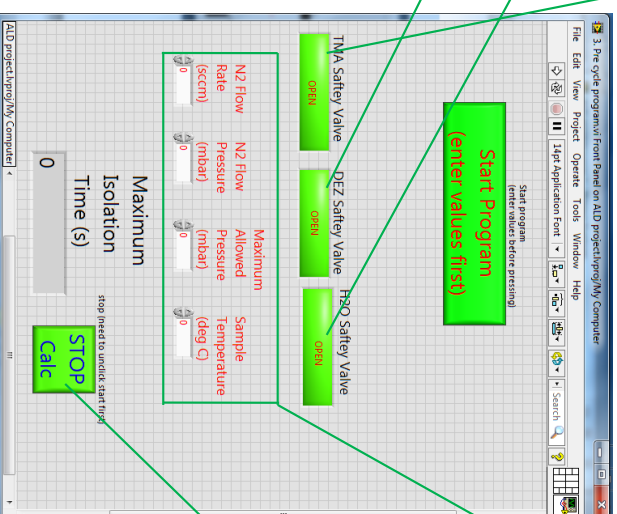 3. Pre cycle program.vi Front Panel on ALD project.lvproj/My Computer
File Edit View Project Operate Tools Window Help
14pt Application Font
Search
Start program
(enter values before pressing)
Start Program
(enter values first)
TMA Saftey Valve
DEZ Saftey Valve
H2O Saftey Valve
OPEN
OPEN
OPEN
N2 Flow
Rate
(sccm)
0
N2 Flow
Pressure
(mbar)
0
Maximum
Allowed
Pressure
(mbar)
0
Sample
Temperature
(deg C)
0
Maximum
Isolation
Time (s)
0
stop (need to unclick start first)
STOP
Calc
ALD project.lvproj/My Computer